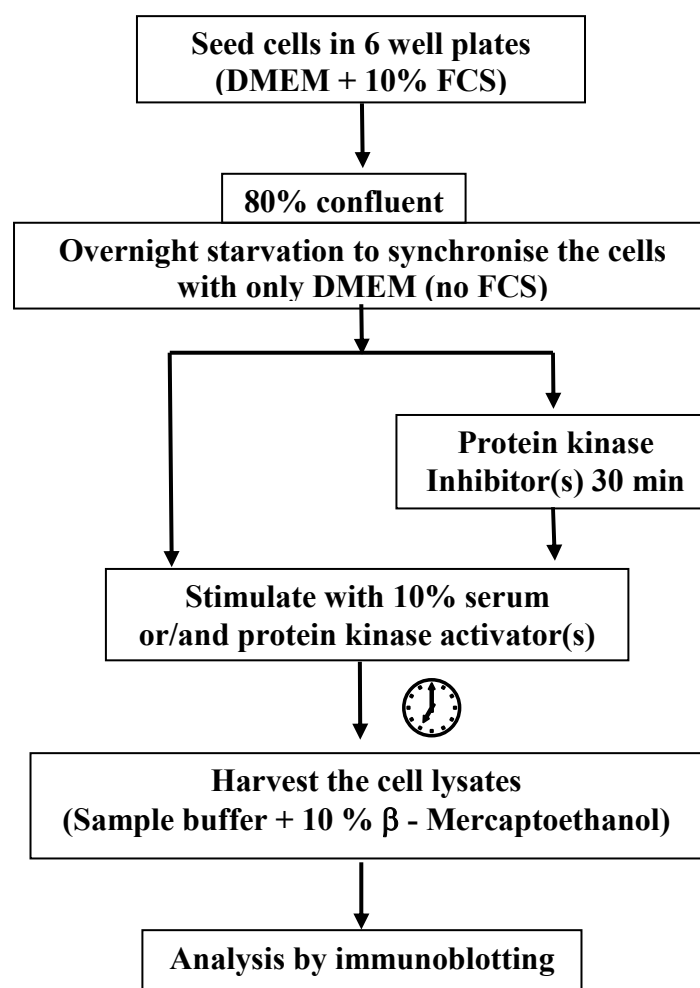 Seed cells in 6 well plates
(DMEM + 10% FCS)
80% confluent
Overnight starvation to synchronise the cells
with only DMEM (no FCS)
Protein kinase
Inhibitor(s) 30 min
Stimulate with 10% serum
or/and protein kinase activator(s)
Harvest the cell lysates
(Sample buffer + 10 % β - Mercaptoethanol)
Analysis by immunoblotting